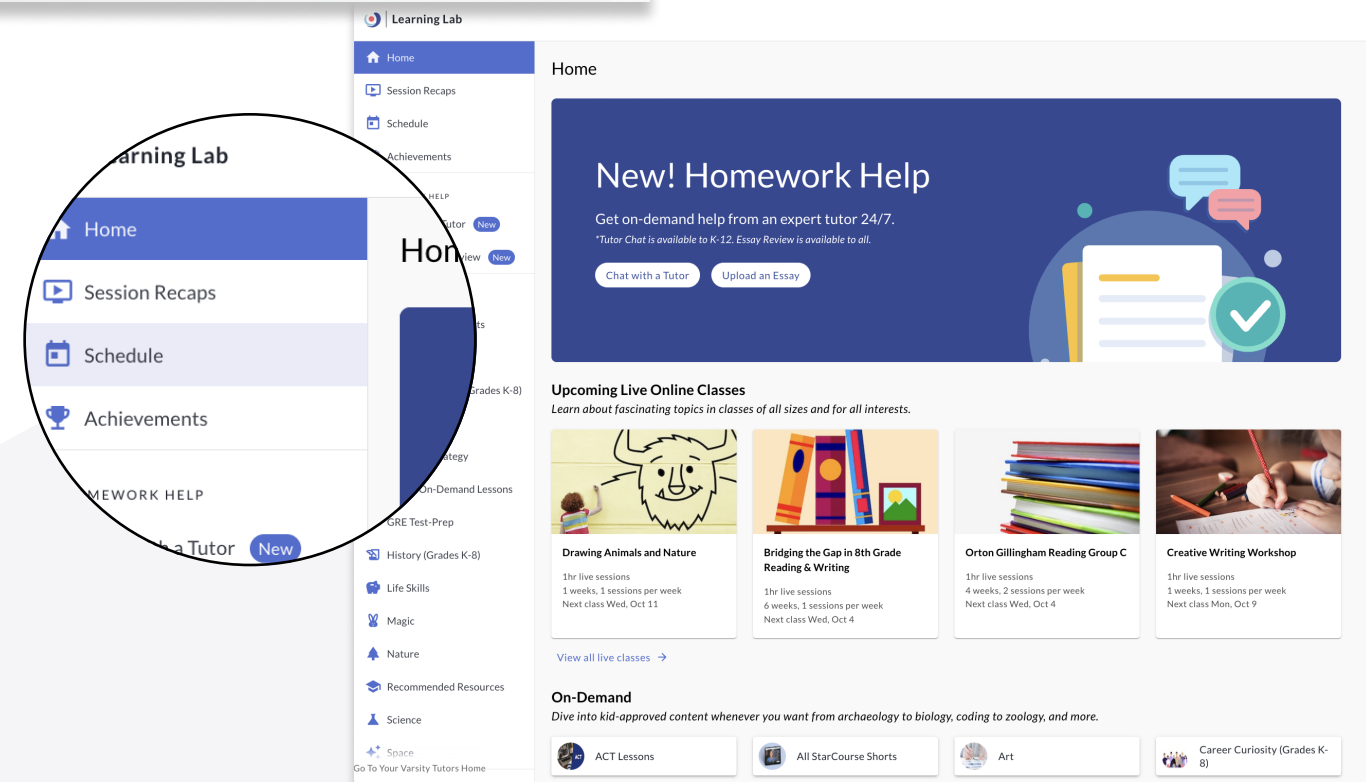 Learning Lab
Home
Session Recaps
Schedule
Achievements
HELP
New
New
Grades K-8)
On-Demand Lessons
GRE Test-Prep
History (Grades K-8)
Life Skills
Magic
Nature
Recommended Resources
Science
Space
Go To Your Varsity Tutors Home
Learning Lab
Home
Session Recaps
Schedule
Achievements
HELP
a Tutor New
Home
New! Homework Help
Get on-demand help from an expert tutor 24/7.
*Tutor Chat is available to K-12. Essay Review is available to all.
Chat with a Tutor Upload an Essay
Upcoming Live Online Classes
Learn about fascinating topics in classes of all sizes and for all interests.
Drawing Animals and Nature
1hr live sessions
1 weeks, 1 sessions per week
Next class Wed, Oct 11
Bridging the Gap in 8th Grade
Reading & Writing
1hr live sessions
6 weeks, 1 sessions per week
Next class Wed, Oct 4
Orton Gillingham Reading Group C
1hr live sessions
4 weeks, 2 sessions per week
Next class Wed, Oct 4
Creative Writing Workshop
1hr live sessions
1 weeks, 1 sessions per week
Next class Mon, Oct 9
View all live classes
On-Demand
Dive into kid-approved content whenever you want from archaeology to biology, coding to zoology, and more.
ACT Lessons
All StarCourse Shorts
Art
Career Curiosity (Grades K-
8)